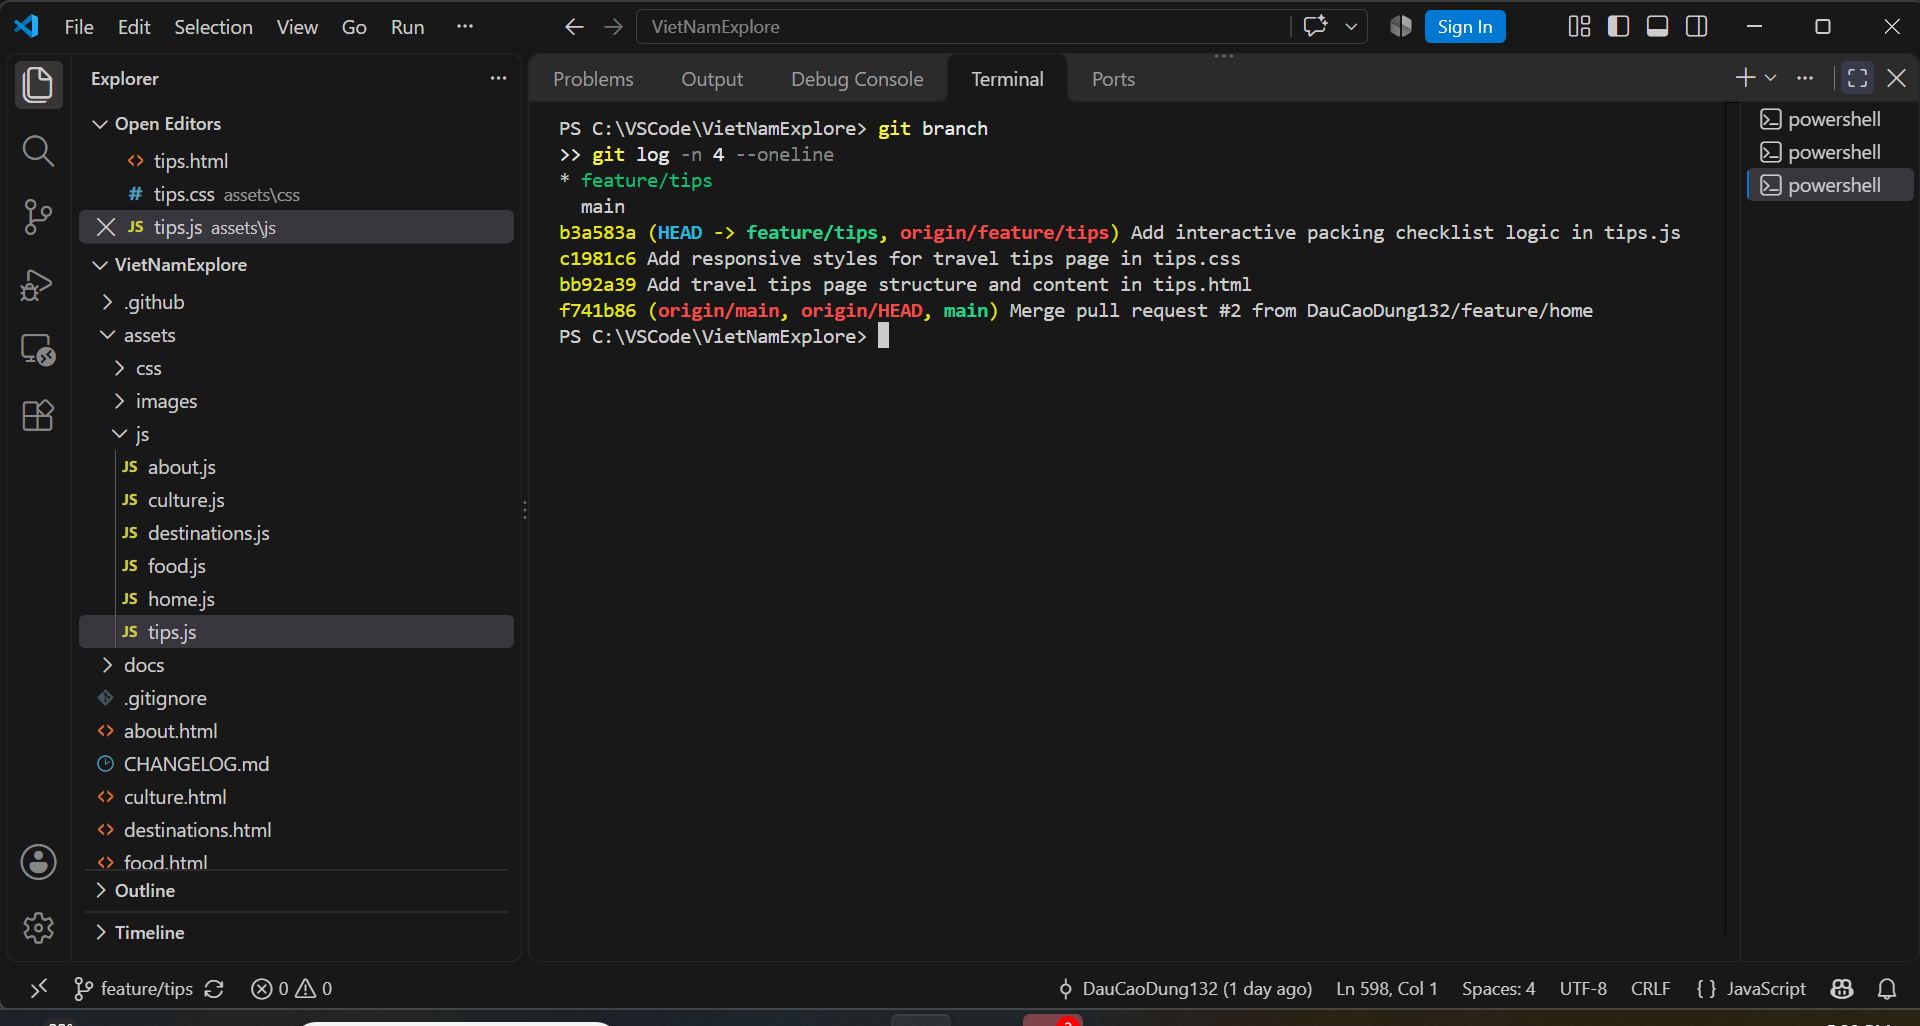 File Edit Selection View Go Run ··· VietNamExplore Sign In
Explorer
Open Editors
tips.html
# tips.css assets\css
JS tips.js assets\js
VietNamExplore
.github
assets
css
images
js
JS about.js
JS culture.js
JS destinations.js
JS food.js
JS home.js
JS tips.js
docs
.gitignore
about.html
CHANGELOG.md
culture.html
destinations.html
food.html
Outline
Timeline
Problems Output Debug Console Terminal Ports
PS C:\VSCode\VietNamExplore> git branch
>> git log -n 4 --oneline
* feature/tips
main
b3a583a (HEAD -> feature/tips, origin/feature/tips) Add interactive packing checklist logic in tips.js
c1981c6 Add responsive styles for travel tips page in tips.css
bb92a39 Add travel tips page structure and content in tips.html
f741b86 (origin/main, origin/HEAD, main) Merge pull request #2 from DauCaoDung132/feature/home
PS C:\VSCode\VietNamExplore>
powershell
powershell
powershell
feature/tips 0 0 DauCaoDung132 (1 day ago) Ln 598, Col 1 Spaces: 4 UTF-8 CRLF { } JavaScript